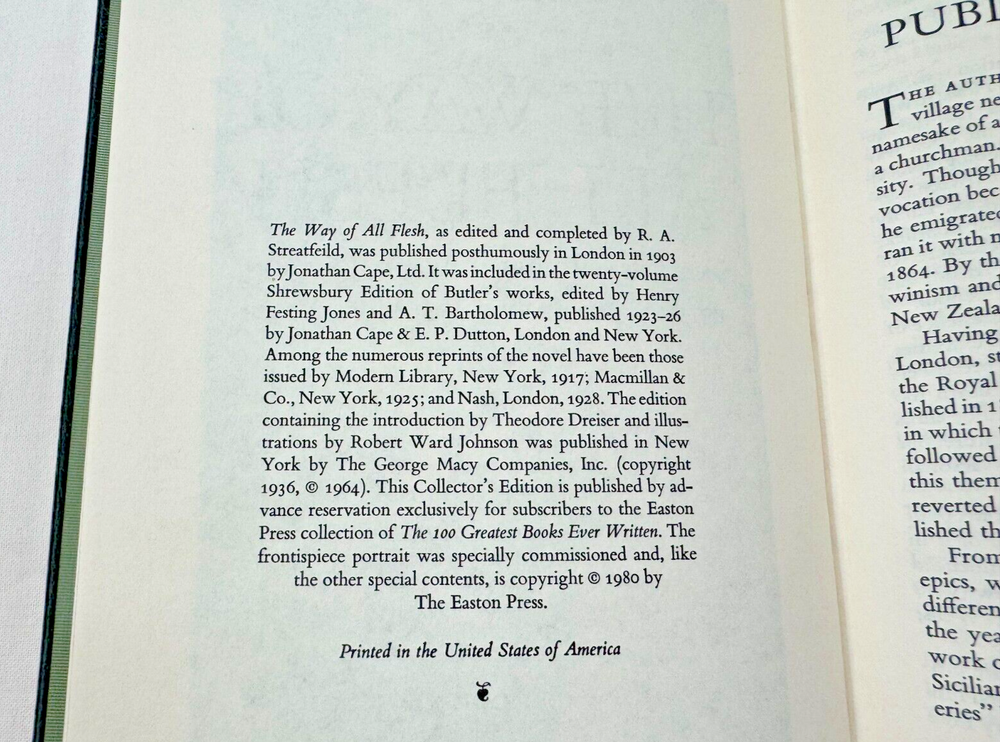 The Way of All Flesh, as edited and completed by R. A.
Streatfeild, was published posthumously in London in 1903
by Jonathan Cape, Ltd. It was included in the twenty-volume
Shrewsbury Edition of Butler's works, edited by Henry
Festing Jones and A. T. Bartholomew, published 1923–26
by Jonathan Cape & E. P. Dutton, London and New York.
Among the numerous reprints of the novel have been those
issued by Modern Library, New York, 1917; Macmillan &
Co., New York, 1925; and Nash, London, 1928. The edition
containing the introduction by Theodore Dreiser and illus-
trations by Robert Ward Johnson was published in New
York by The George Macy Companies, Inc. (copyright
1936, © 1964). This Collector's Edition is published by ad-
vance reservation exclusively for subscribers to the Easton
Press collection of The 100 Greatest Books Ever Written. The
frontispiece portrait was specially commissioned and, like
the other special contents, is copyright © 1980 by
The Easton Press.
Printed in the United States of America
PUBL
THE AUTH
village ne
namesake of a
a churchman.
sity. Though
vocation bec
he emigrated
ran it with m
1864. By th
winism and
New Zeala
Having
London, st
the Royal
lished in 1
in which
followed
this them
reverted
lished th
From
epics, w
differen
the yea
work o
Sicilian
eries"